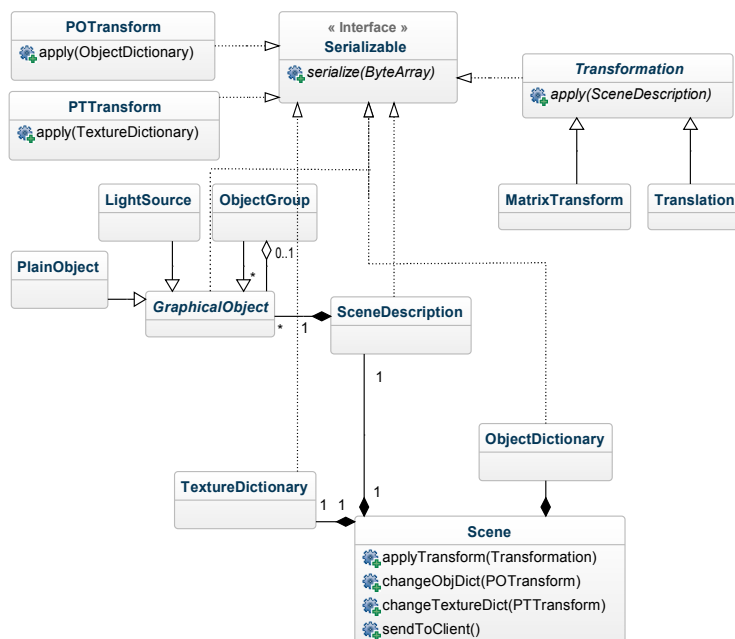 POTransform
apply(ObjectDictionary)
« Interface »
Serializable
serialize(ByteArray)
Transformation
apply(SceneDescription)
PTTransform
apply(TextureDictionary)
LightSource
ObjectGroup
MatrixTransform
Translation
0..1
PlainObject
*
GraphicalObject
SceneDescription
* 1
1
ObjectDictionary
TextureDictionary
1 1 1
Scene
applyTransform(Transformation)
changeObjDict(POTransform)
changeTextureDict(PTTransform)
sendToClient()